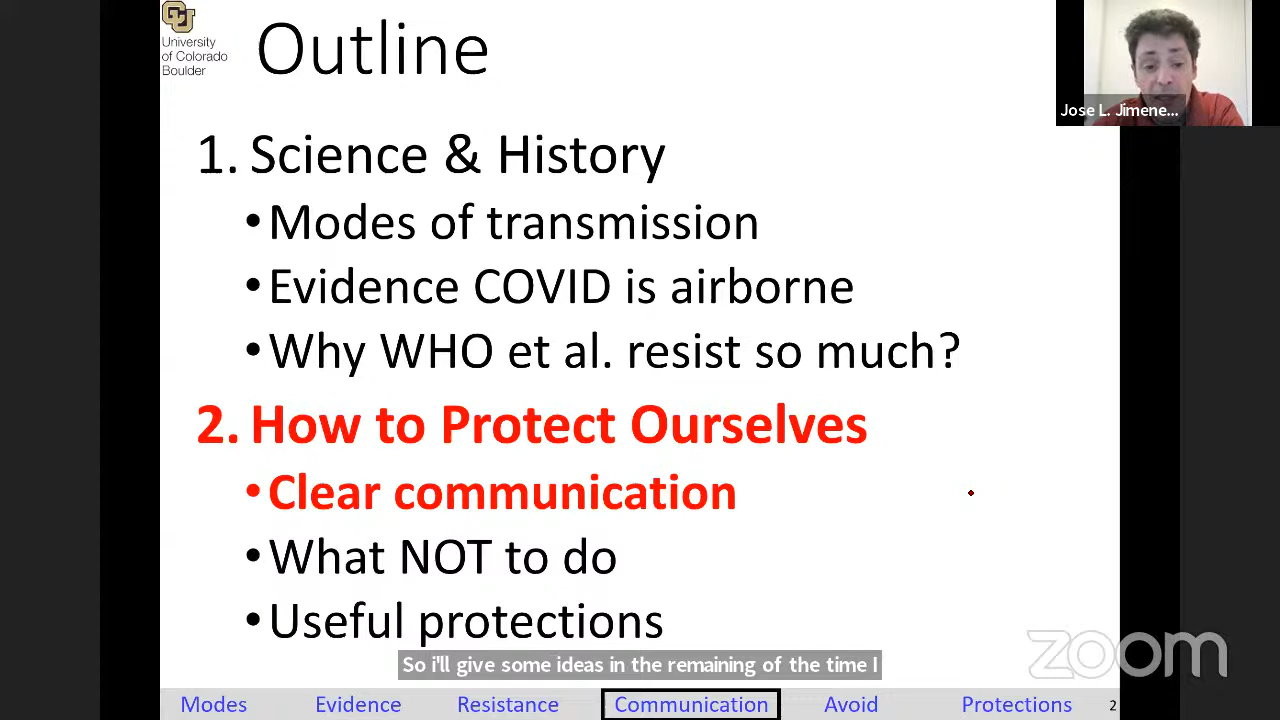 University
of Colorado
Boulder
Outline
Jose L. Jimene...
1. Science & History
•Modes of transmission
•Evidence COVID is airborne
•Why WHO et al. resist so much?
2. How to Protect Ourselves
•Clear communication
•What NOT to do
•Useful protections
So i'll give some ideas in the remaining of the time I
zoom
Modes Evidence Resistance Communication Avoid Protections 2